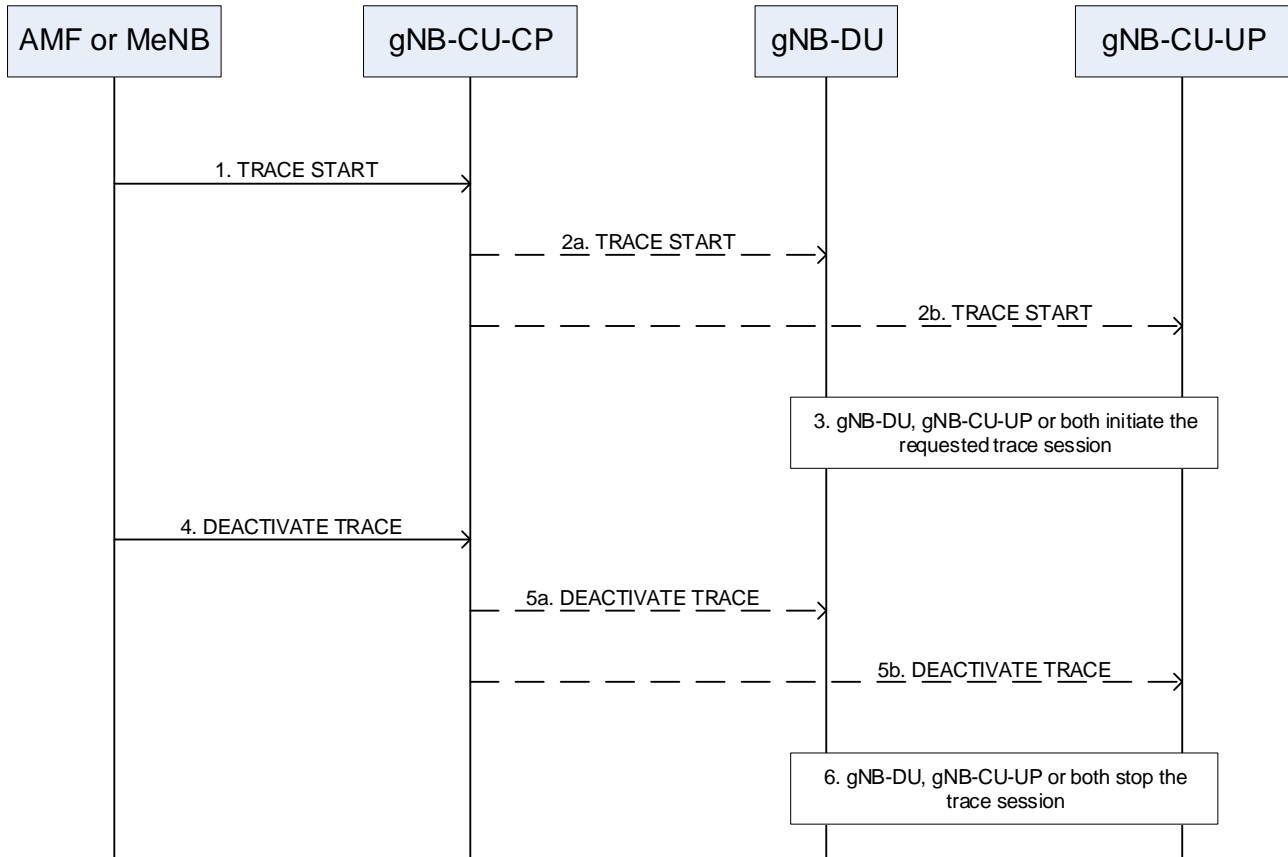 AMF or MeNB
gNB-CU-CP
gNB-DU
gNB-CU-UP
1. TRACE START
2a. TRACE START
2b. TRACE START
3. gNB-DU, gNB-CU-UP or both initiate the
requested trace session
4. DEACTIVATE TRACE
5a. DEACTIVATE TRACE
5b. DEACTIVATE TRACE
6. gNB-DU, gNB-CU-UP or both stop the
trace session